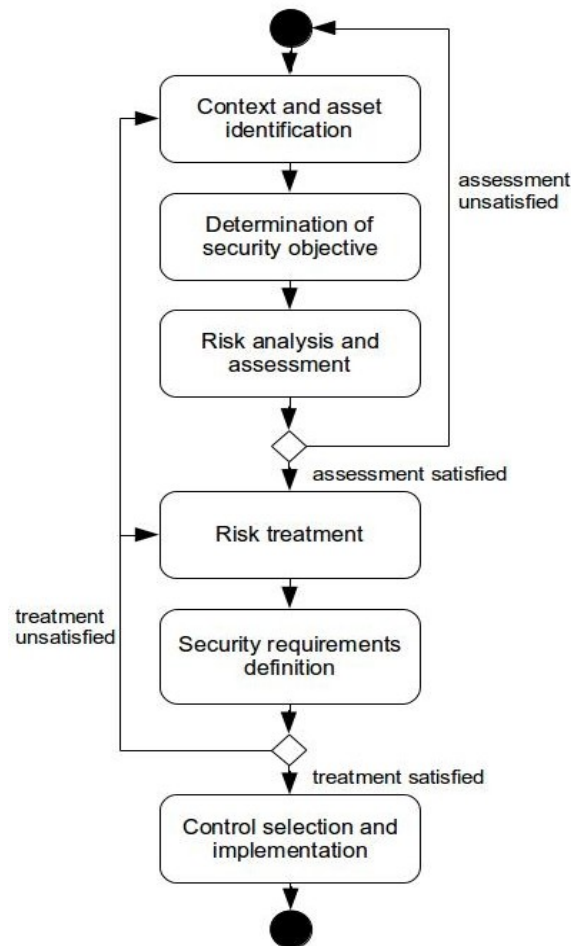 Context and asset
identification
assessment
unsatisfied
Determination of
security objective
Risk analysis and
assessment
assessment satisfied
Risk treatment
treatment
unsatisfied
Security requirements
definition
treatment satisfied
Control selection and
implementation